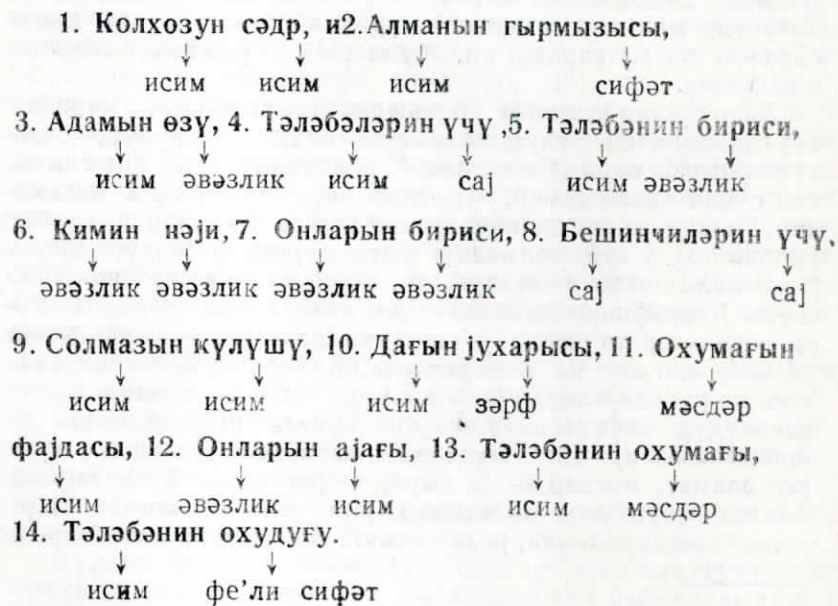 1. Колхозун сәдр, и2. Алманын гырмызысы,
исим исим исим сифәт
3. Адамын өзү, 4. Тәләбәләрин үчү ,5. Тәләбәнин бириси,
исим әвәзлик исим сај исим әвәзлик
6. Кимин нәји, 7. Онларын бириси, 8. Бешинчиләрин үчү,
әвәзлик әвәзлик әвәзлик әвәзлик сај сај
9. Солмазын күлүшү, 10. Дағын јухарысы, 11. Охумағын
исим исим исим зәрф мәсдәр
фајдасы, 12. Онларын ајағы, 13. Тәләбәнин охумағы,
исим әвәзлик исим исим мәсдәр
14. Тәләбәнин охудуғу.
исим фе'ли сифәт